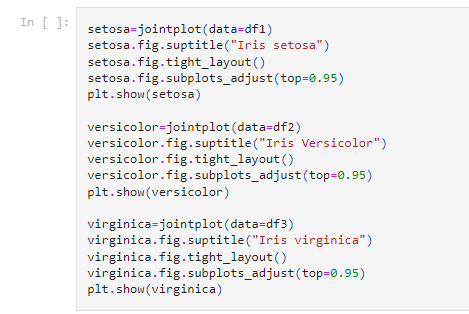 In [ ]:
setosa=jointplot(data=df1)
setosa.fig.suptitle("Iris setosa")
setosa.fig.tight_layout()
setosa.fig.subplots_adjust(top=0.95)
plt.show(setosa)
versicolor=jointplot(data=df2)
versicolor.fig.suptitle("Iris Versicolor")
versicolor.fig.tight_layout()
versicolor.fig.subplots_adjust(top=0.95)
plt.show(versicolor)
virginica=jointplot(data=df3)
virginica.fig.suptitle("Iris virginica")
virginica.fig.tight_layout()
virginica.fig.subplots_adjust(top=0.95)
plt.show(virginica)